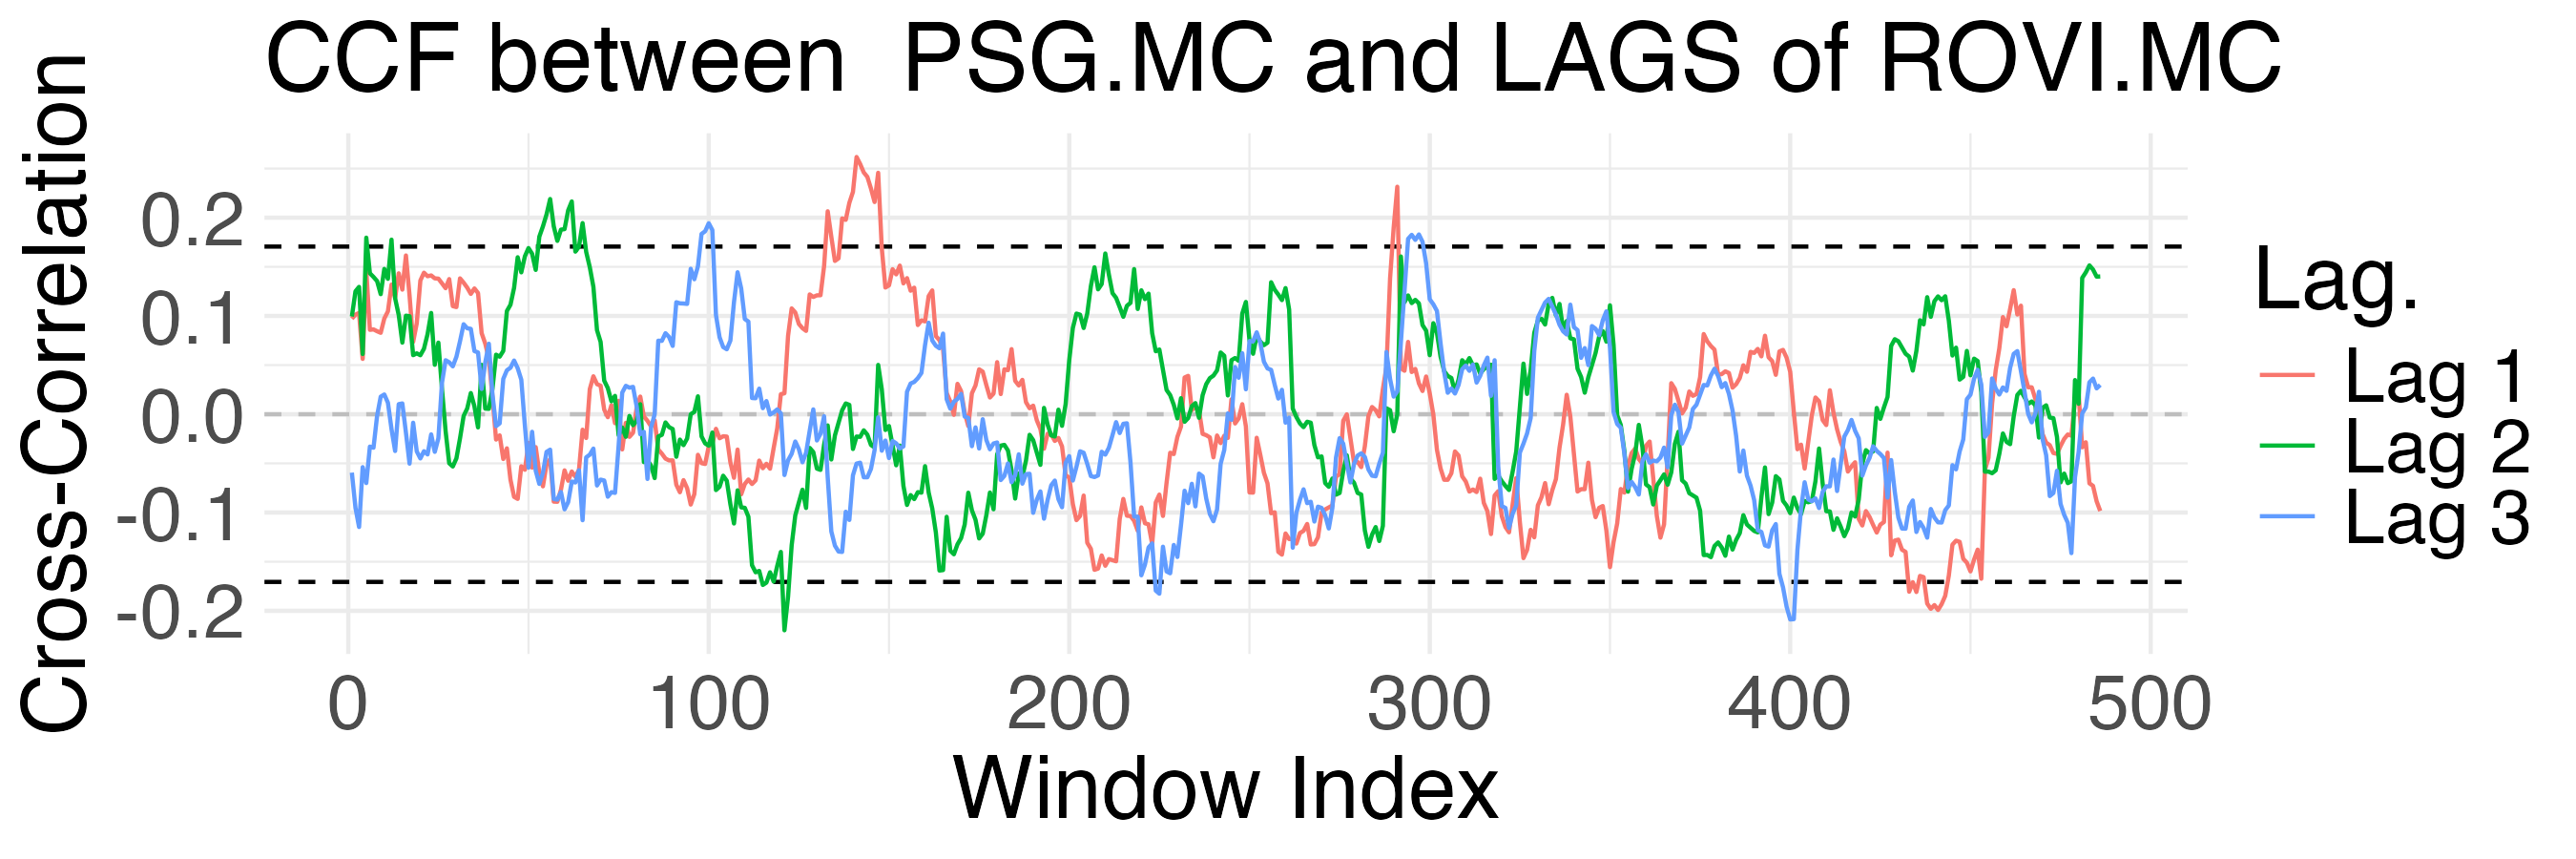 CCF between  PSG.MC and LAGS of ROVI.MC
Cross-Correlation
0.2
0.1
0.0
-0.1
-0.2
0 100 200 300 400 500
Window Index
Lag.
Lag 1
Lag 2
Lag 3